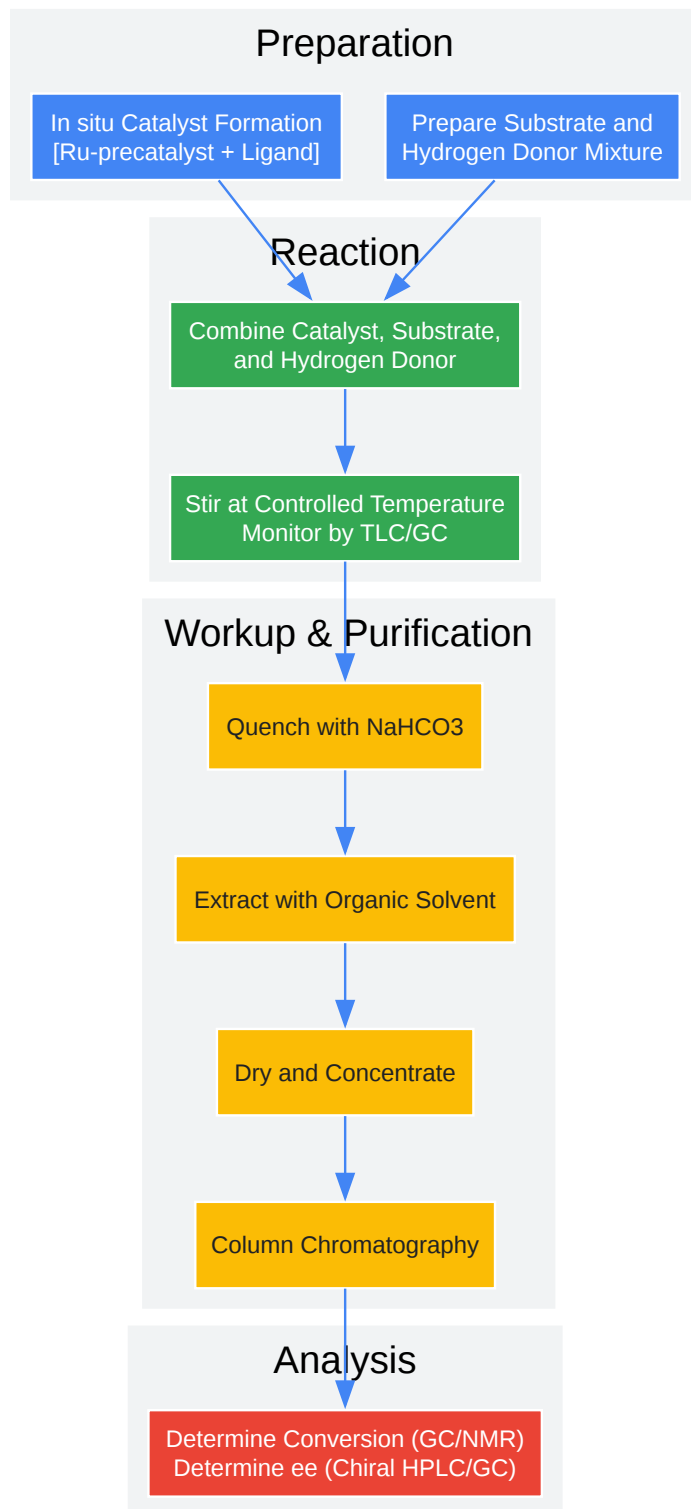 Preparation
In situ Catalyst Formation
[Ru-precatalyst + Ligand]
Prepare Substrate and
Hydrogen Donor Mixture
Reaction
Combine Catalyst, Substrate,
and Hydrogen Donor
Stir at Controlled Temperature
Monitor by TLC/GC
Workup & Purification
Quench with NaHCO3
Extract with Organic Solvent
Dry and Concentrate
Column Chromatography
Analysis
Determine Conversion (GC/NMR)
Determine ee (Chiral HPLC/GC)